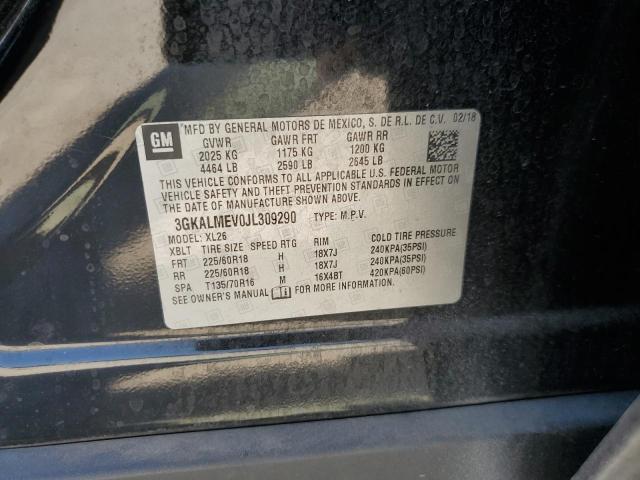 GM
MFD BY GENERAL MOTORS DE MEXICO, S. DE R.L. DE C.V. 02/18
GVWR GAWR FRT GAWR RR
2025 KG 1175 KG 1200 KG
4464 LB 2590 LB 2645 LB
THIS VEHICLE CONFORMS TO ALL APPLICABLE U.S. FEDERAL MOTOR
VEHICLE SAFETY AND THEFT PREVENTION STANDARDS IN EFFECT ON
THE DATE OF MANUFACTURE SHOWN ABOVE.
3GKALMEV0JL309290 TYPE: M.P.V.
MODEL: XL26
XBLT TIRE SIZE SPEED RTG RIM COLD TIRE PRESSURE
FRT 225/60R18 H 18X7J 240KPA(35PSI)
RR 225/60R18 H 18X7J 240KPA(35PSI)
SPA T135/70R16 M 16X4BT 420KPA(60PSI)
SEE OWNER'S MANUAL FOR MORE INFORMATION.